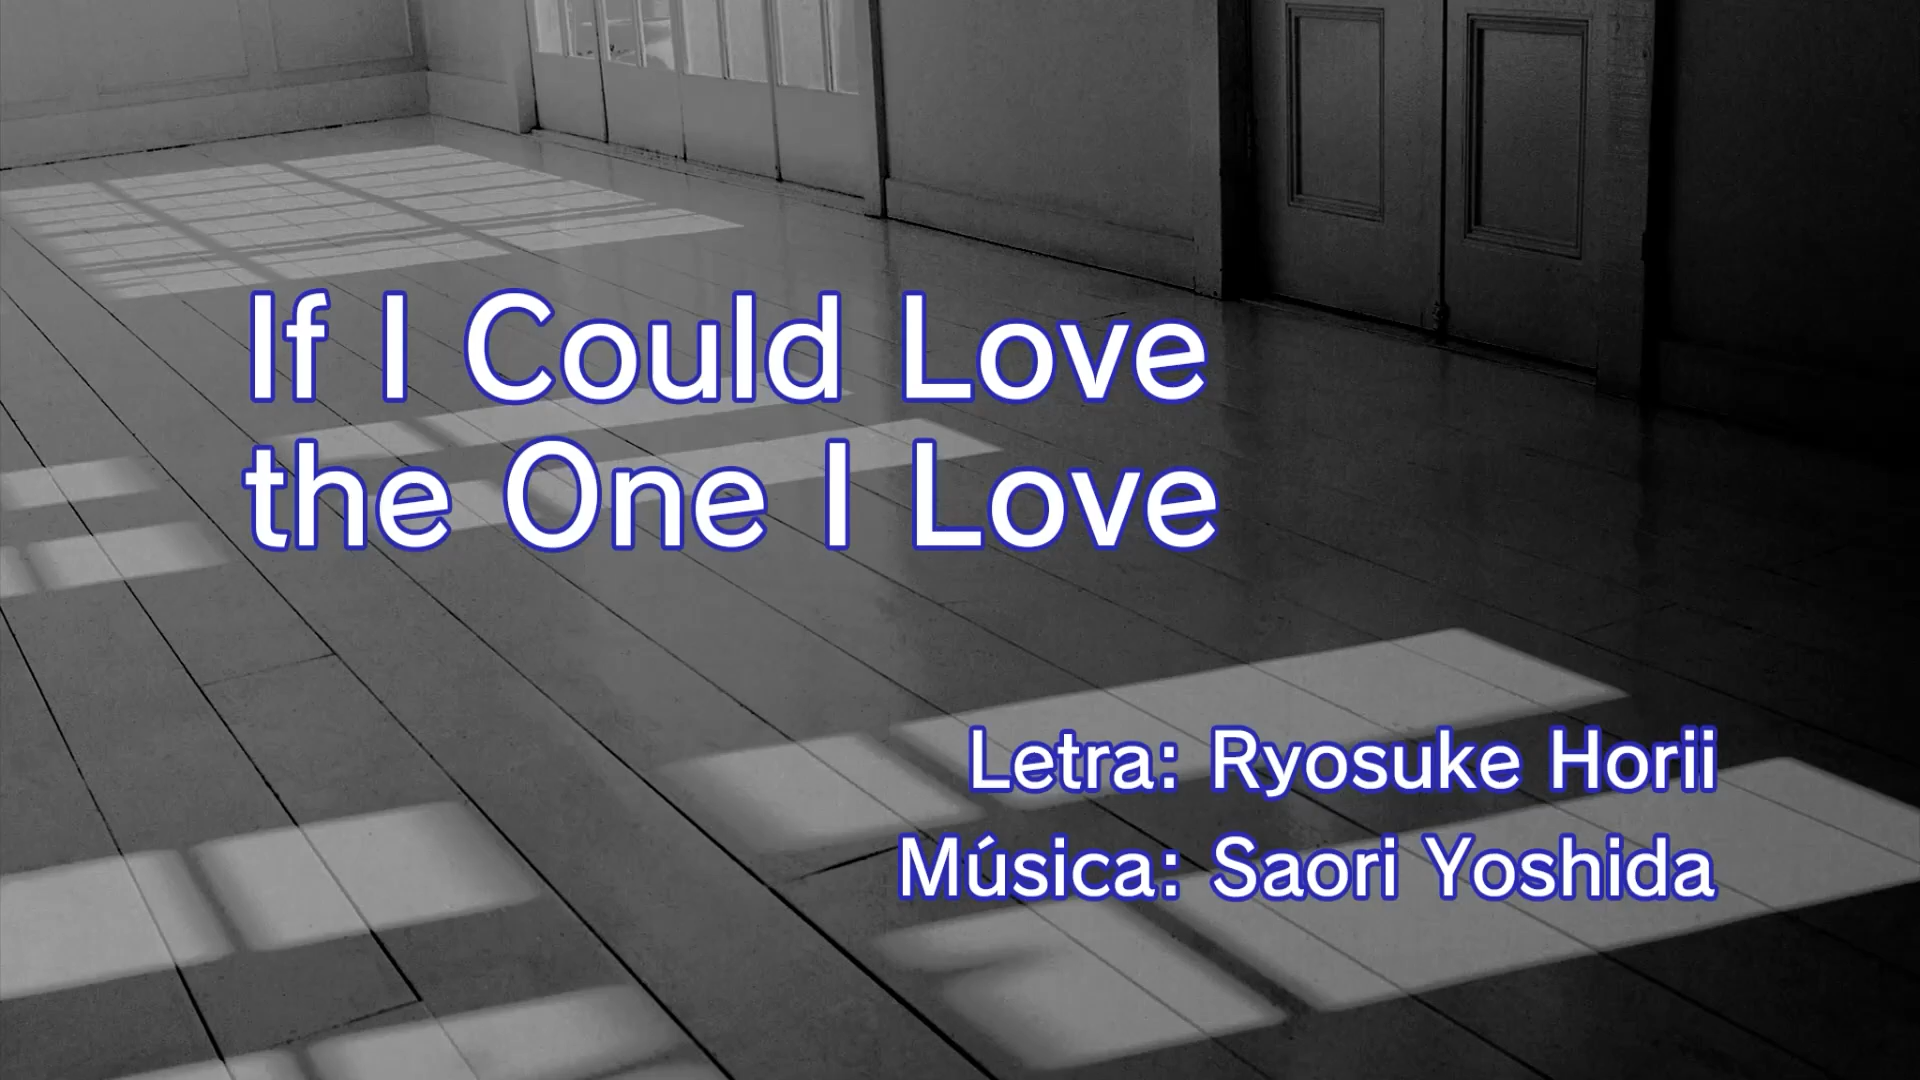 If I Could Love
the One I Love
Letra: Ryosuke Horii
Música: Saori Yoshida